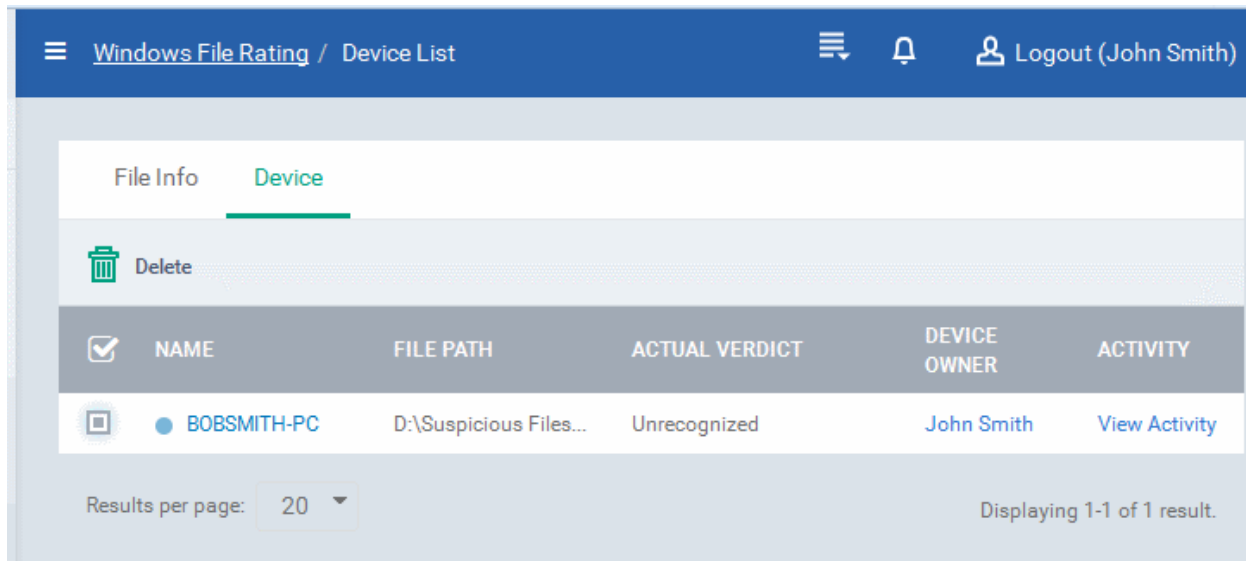 Windows File Rating / Device List
Logout (John Smith)
File Info
Device
Delete
NAME
FILE PATH
ACTUAL VERDICT
DEVICE OWNER
ACTIVITY
BOBSMITH-PC
D:\Suspicious Files...
Unrecognized
John Smith
View Activity
Results per page: 20
Displaying 1-1 of 1 result.